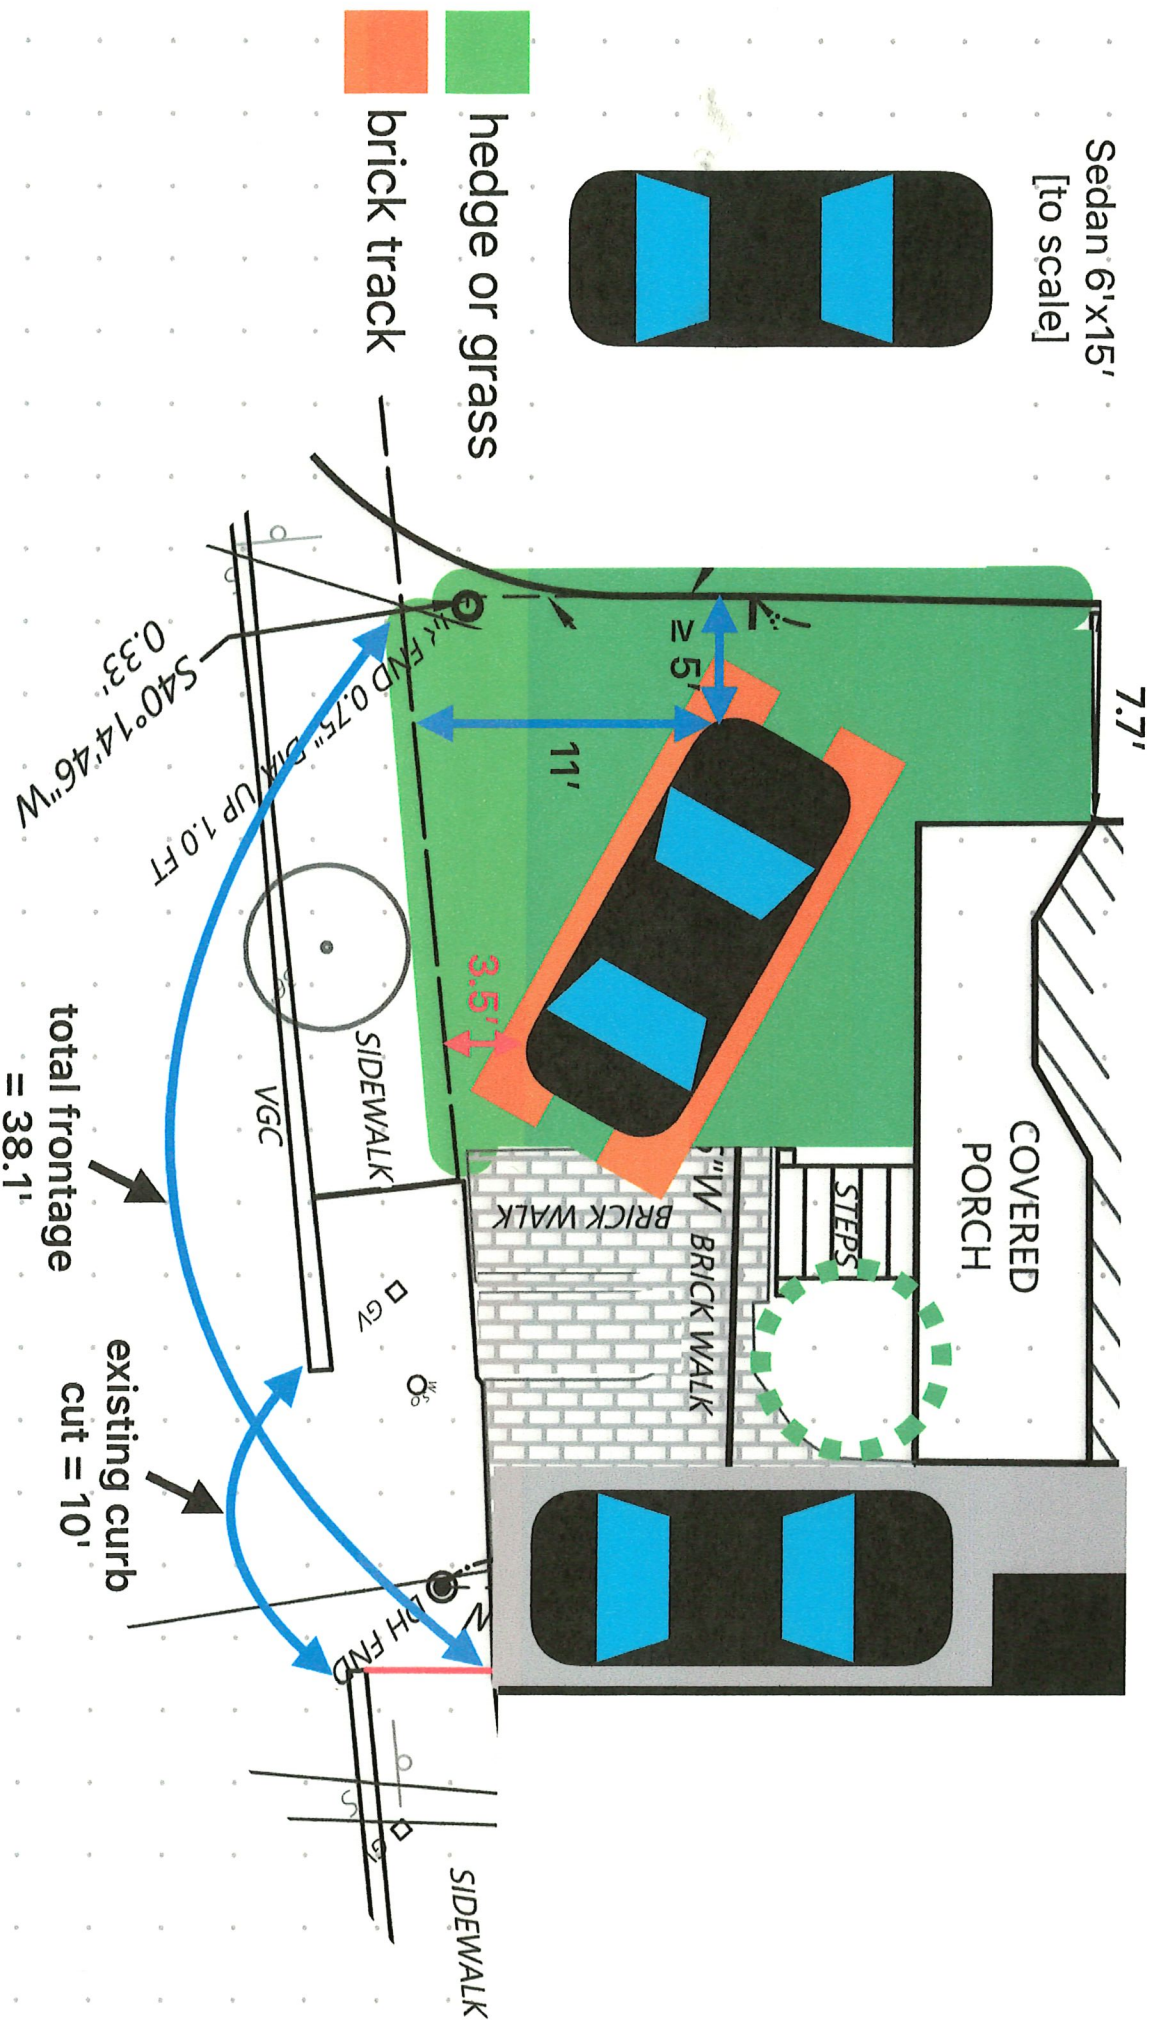 Sedan 6'x15'
[to scale]
hedge or grass
brick track
7.7'
≥ 5'
11'
3.5'
COVERED
PORCH
STEPS
5"W BRICK WALK
BRICK WALK
FND 0.75" DIA UP 1.0 FT
S40°14'46"W
0.33'
SIDEWALK
VGC
GV
WSO
DH FND
N
S
SIDEWALK
total frontage
= 38.1'
existing curb
cut = 10'